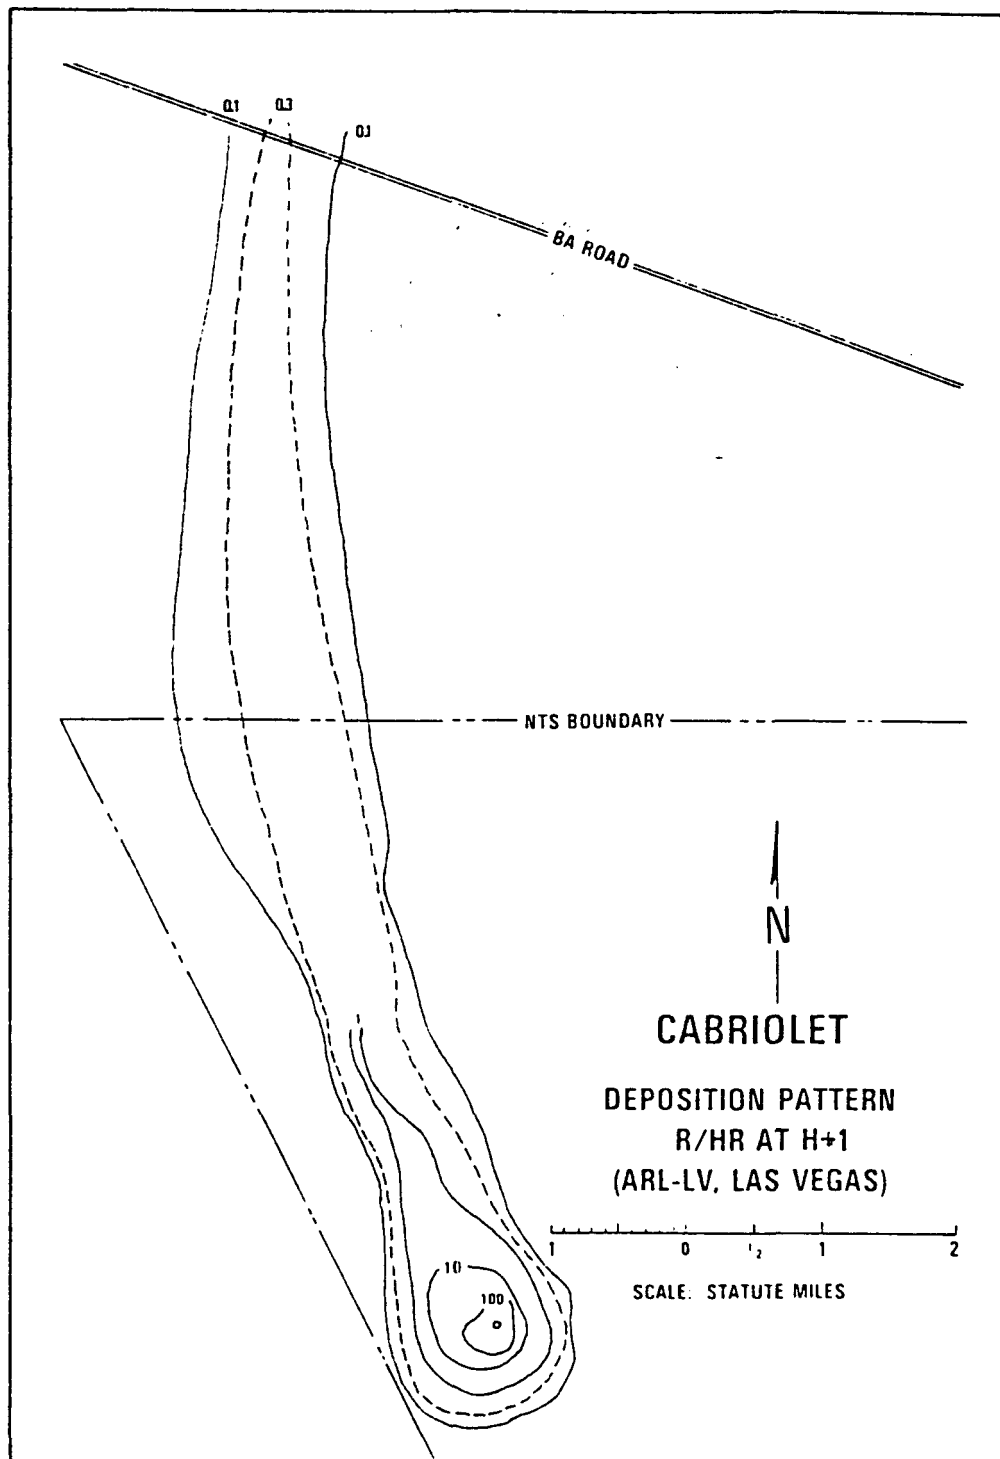 0.1
0.3
0.1
BA ROAD
NTS BOUNDARY
N
CABRIOLET
DEPOSITION PATTERN
R/HR AT H+1
(ARL-LV, LAS VEGAS)
1 0 1/2 1 2
SCALE: STATUTE MILES
10
100